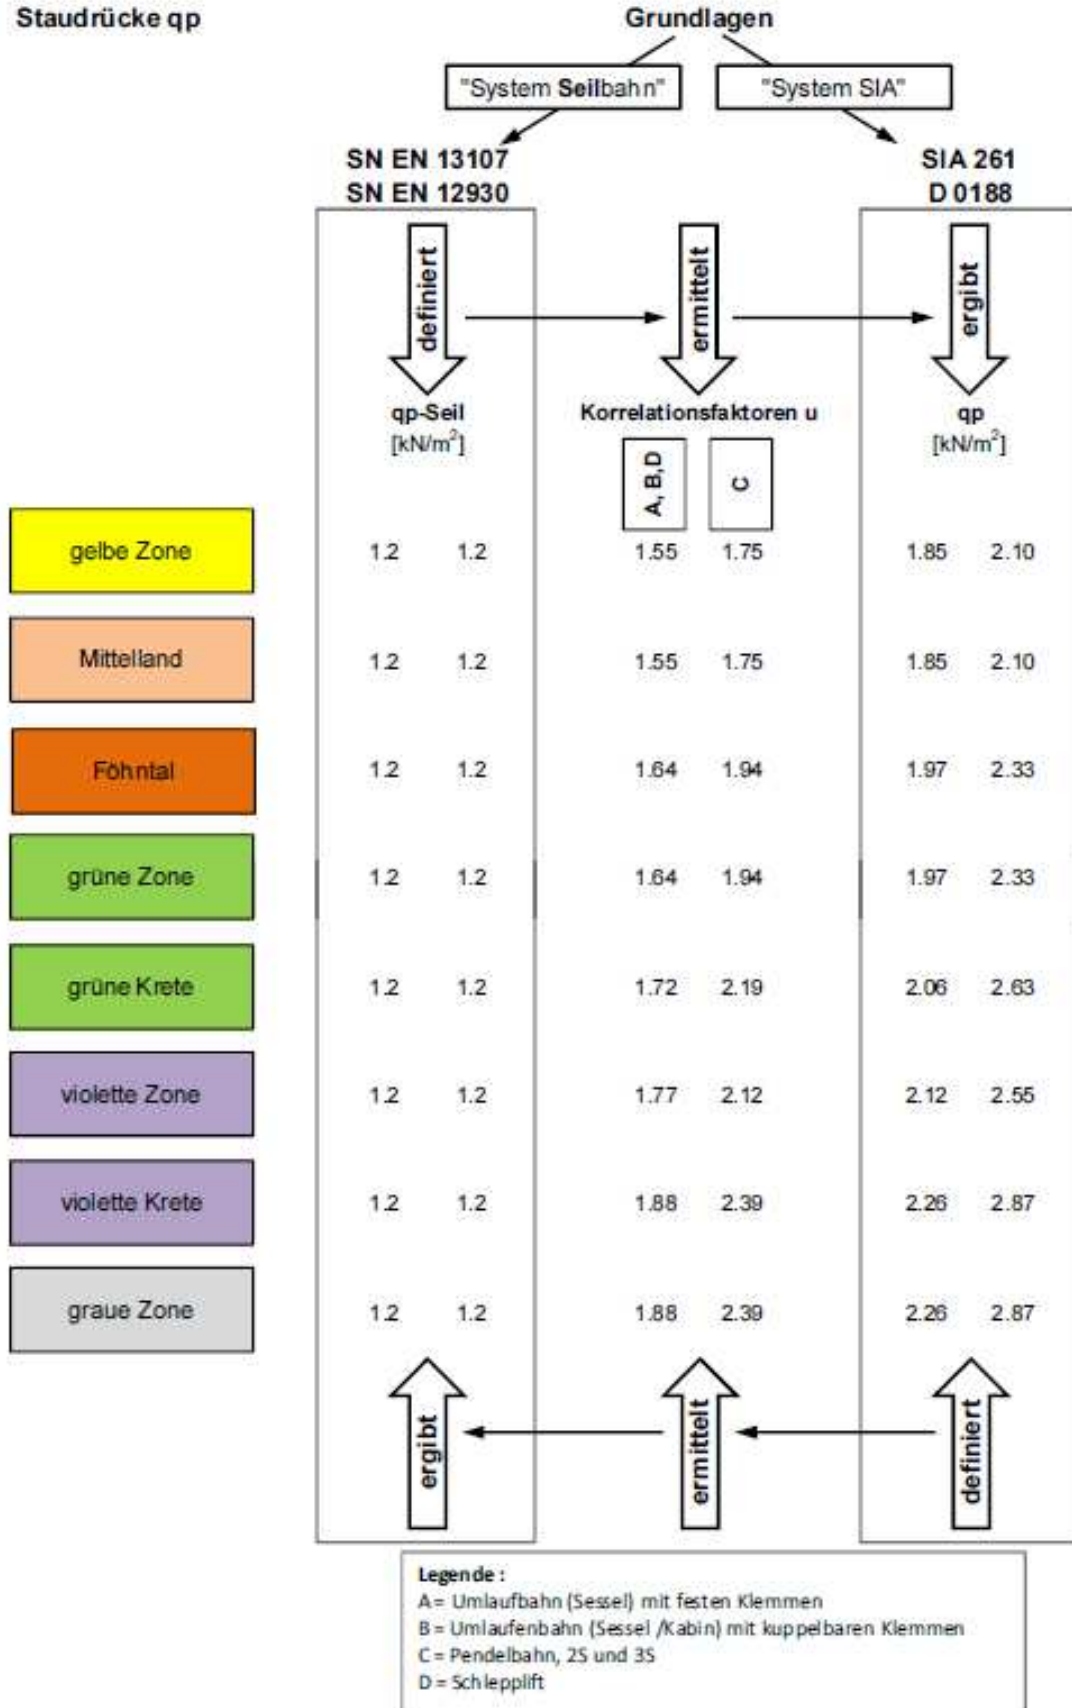 Staudrücke qp
Grundlagen
"System Seilbahn" "System SIA"
SN EN 13107 SIA 261
SN EN 12930 D 0188
definiert ermittelt ergibt
qp-Seil Korrelationsfaktoren u qp
[kN/m²] [kN/m²]
A, B,D C
gelbe Zone 1.2 1.2 1.55 1.75 1.85 2.10
Mittelland 1.2 1.2 1.55 1.75 1.85 2.10
Föhntal 1.2 1.2 1.64 1.94 1.97 2.33
grüne Zone 1.2 1.2 1.64 1.94 1.97 2.33
grüne Krete 1.2 1.2 1.72 2.19 2.06 2.63
violette Zone 1.2 1.2 1.77 2.12 2.12 2.55
violette Krete 1.2 1.2 1.88 2.39 2.26 2.87
graue Zone 1.2 1.2 1.88 2.39 2.26 2.87
ergibt ermittelt definiert
Legende :
A = Umlaufbahn (Sessel) mit festen Klemmen
B = Umlaufenbahn (Sessel /Kabin) mit kuppelbaren Klemmen
C = Pendelbahn, 2S und 3S
D = Schlepplift